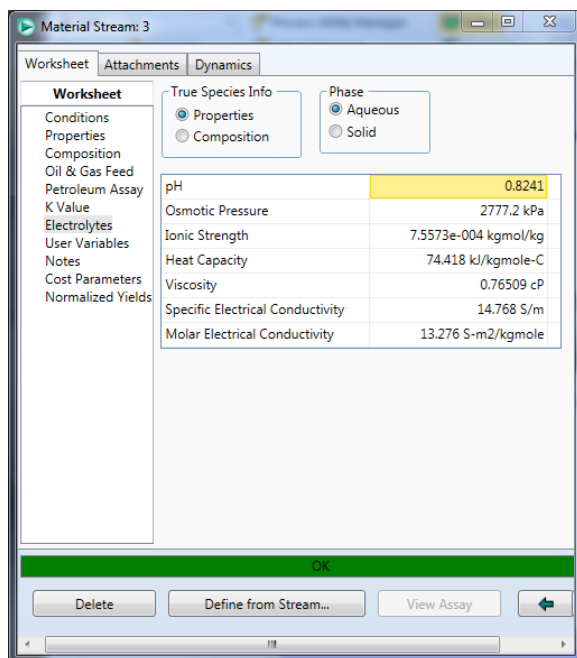 Material Stream: 3
Worksheet Attachments Dynamics
Worksheet
Conditions
Properties
Composition
Oil & Gas Feed
Petroleum Assay
K Value
Electrolytes
User Variables
Notes
Cost Parameters
Normalized Yields
True Species Info
Properties
Composition
Phase
Aqueous
Solid
pH 0.8241
Osmotic Pressure 2777.2 kPa
Ionic Strength 7.5573e-004 kgmol/kg
Heat Capacity 74.418 kJ/kgmole-C
Viscosity 0.76509 cP
Specific Electrical Conductivity 14.768 S/m
Molar Electrical Conductivity 13.276 S-m2/kgmole
OK
Delete Define from Stream... View Assay